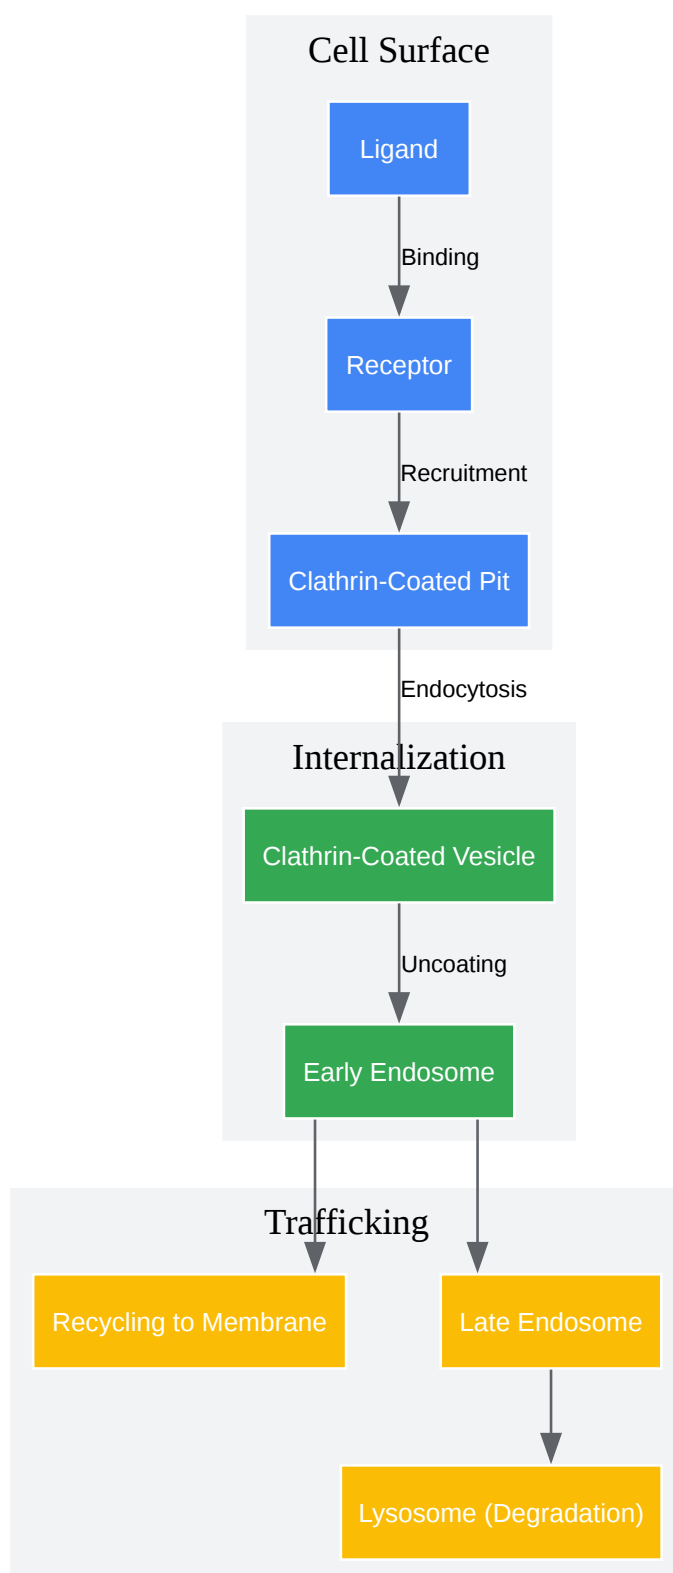 Cell Surface
Ligand
Binding
Receptor
Recruitment
Clathrin-Coated Pit
Endocytosis
Internalization
Clathrin-Coated Vesicle
Uncoating
Early Endosome
Trafficking
Recycling to Membrane
Late Endosome
Lysosome (Degradation)